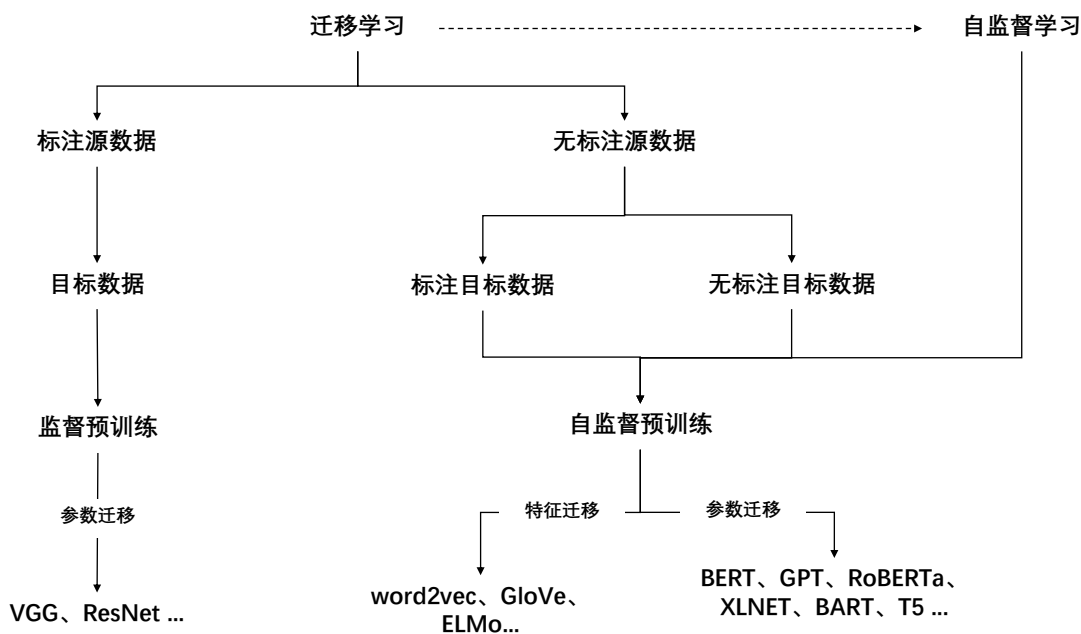 迁移学习
自监督学习
标注源数据
无标注源数据
目标数据
标注目标数据
无标注目标数据
监督预训练
自监督预训练
参数迁移
特征迁移
参数迁移
VGG、ResNet ...
word2vec、GloVe、
ELMo...
BERT、GPT、RoBERTa、
XLNET、BART、T5 ...